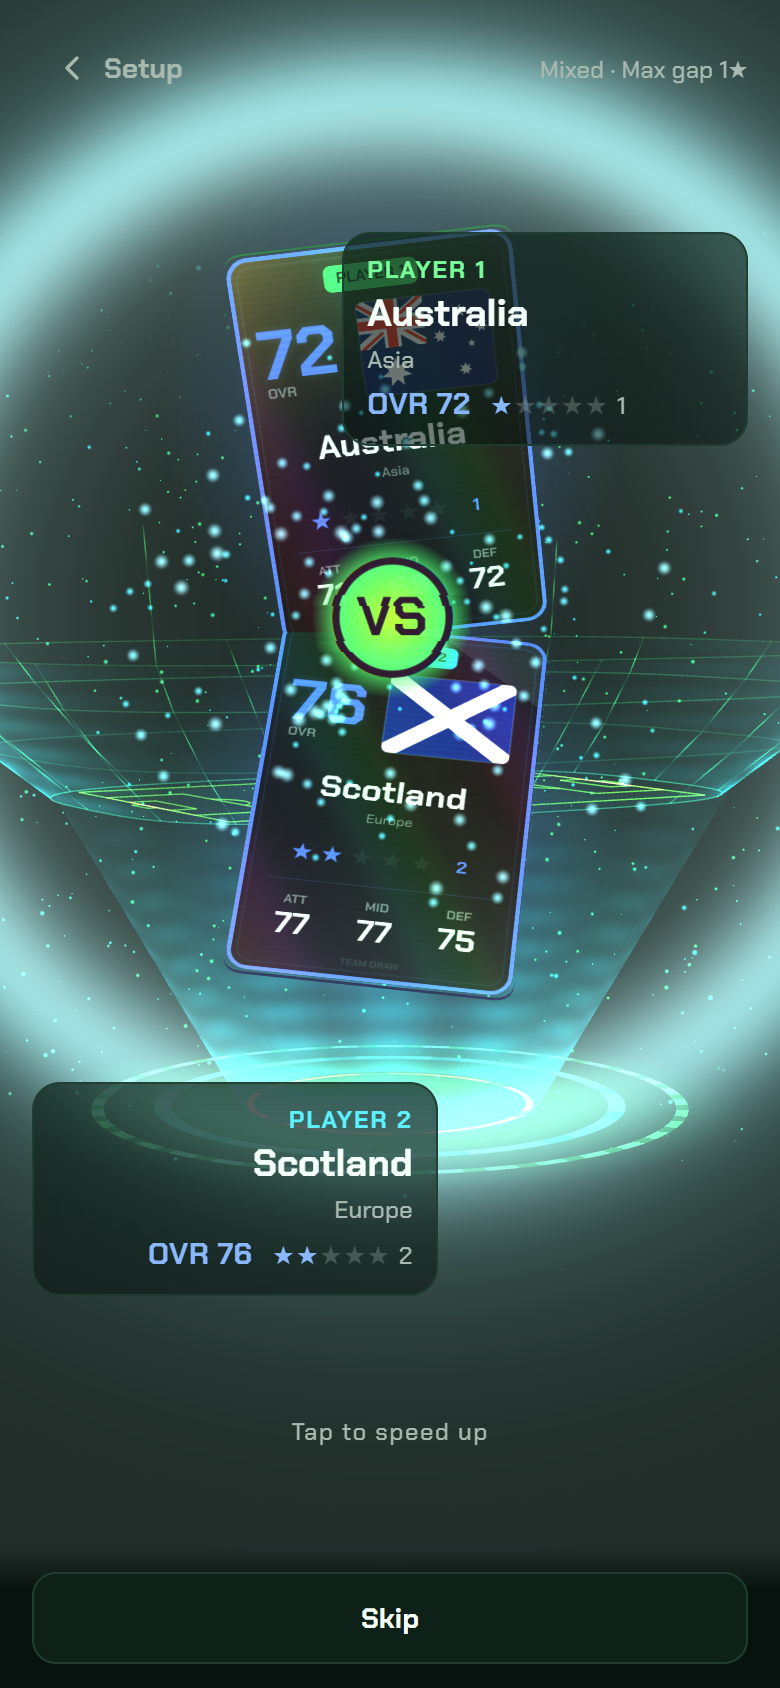 Setup
Mixed · Max gap 1★
PLAYER 1
Australia
Asia
OVR 72 ★★★★★ 1
72
OVR
Australia
Asia
★★★★★ 1
ATT
DEF
72
VS
2
76
OVR
Scotland
Europe
★★★★★ 2
ATT MID DEF
77 77 75
TEAM DRAW
PLAYER 2
Scotland
Europe
OVR 76 ★★★★★ 2
Tap to speed up
Skip